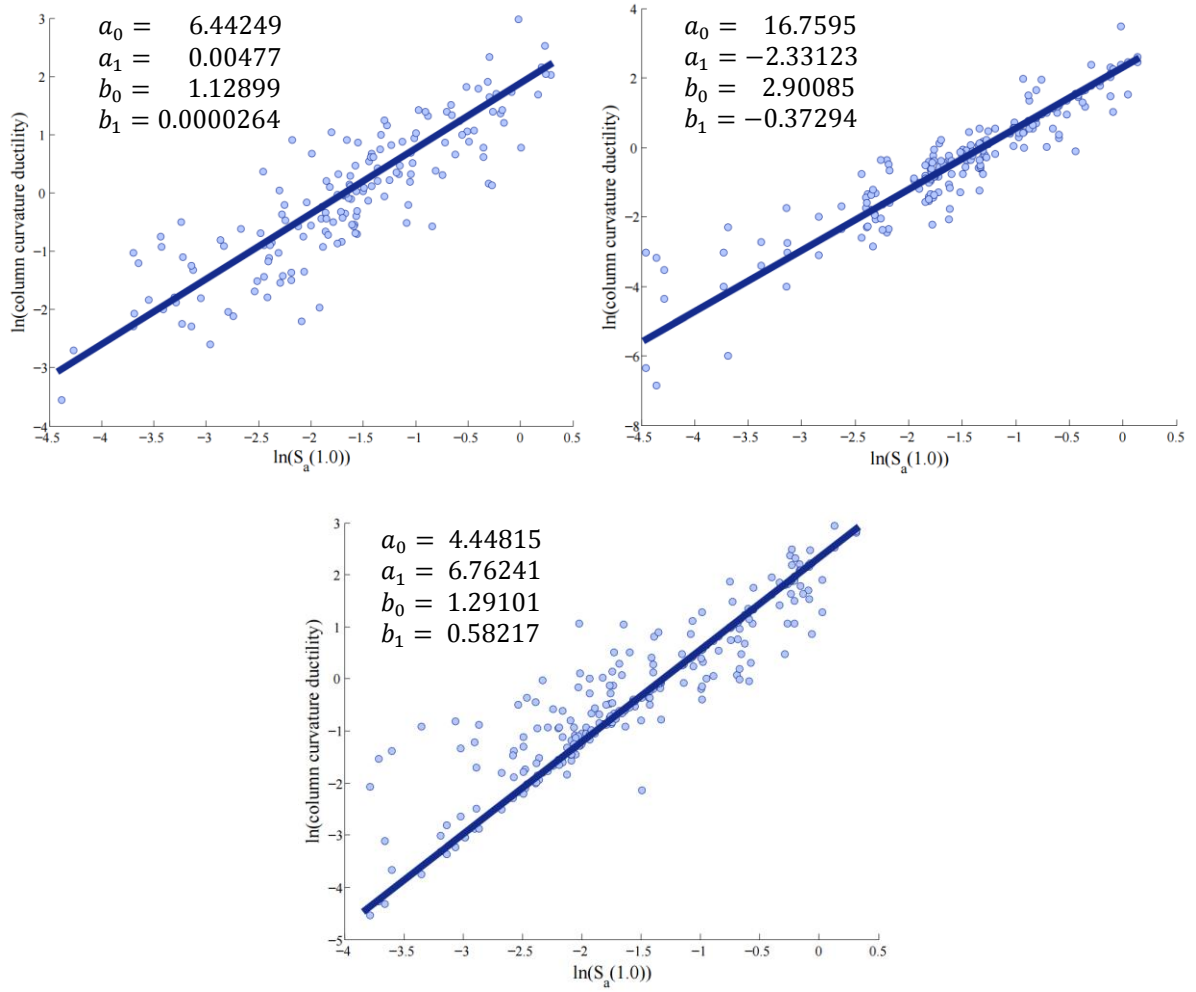 a₀ = 6.44249
a₁ = 0.00477
b₀ = 1.12899
b₁ = 0.0000264
3
2
1
0
−1
−2
−3
−4
ln(column curvature ductility)
−4.5 −4 −3.5 −3 −2.5 −2 −1.5 −1 −0.5 0 0.5
ln(Sₐ(1.0))
a₀ = 16.7595
a₁ = −2.33123
b₀ = 2.90085
b₁ = −0.37294
4
2
0
−2
−4
−6
−8
ln(column curvature ductility)
−4.5 −4 −3.5 −3 −2.5 −2 −1.5 −1 −0.5 0 0.5
ln(Sₐ(1.0))
a₀ = 4.44815
a₁ = 6.76241
b₀ = 1.29101
b₁ = 0.58217
3
2
1
0
−1
−2
−3
−4
−5
ln(column curvature ductility)
−4 −3.5 −3 −2.5 −2 −1.5 −1 −0.5 0 0.5
ln(Sₐ(1.0))